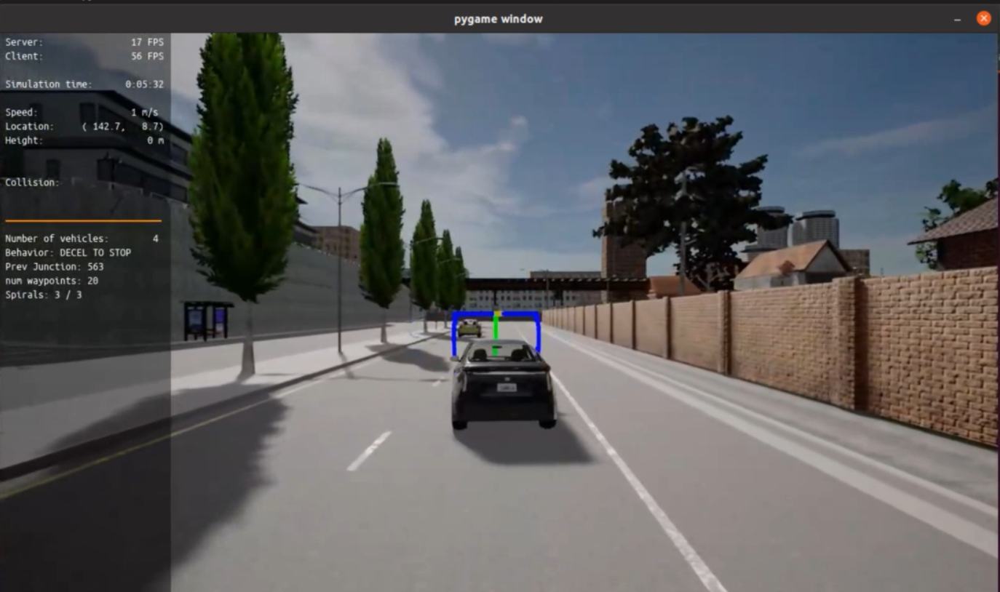 pygame window
Server: 17 FPS
Client: 56 FPS
Simulation time: 0:05:32
Speed: 1 m/s
Location: ( 142.7, 8.7)
Height: 0 m
Collision:
Number of vehicles: 4
Behavior: DECEL TO STOP
Prev Junction: 563
num waypoints: 20
Spirals: 3 / 3